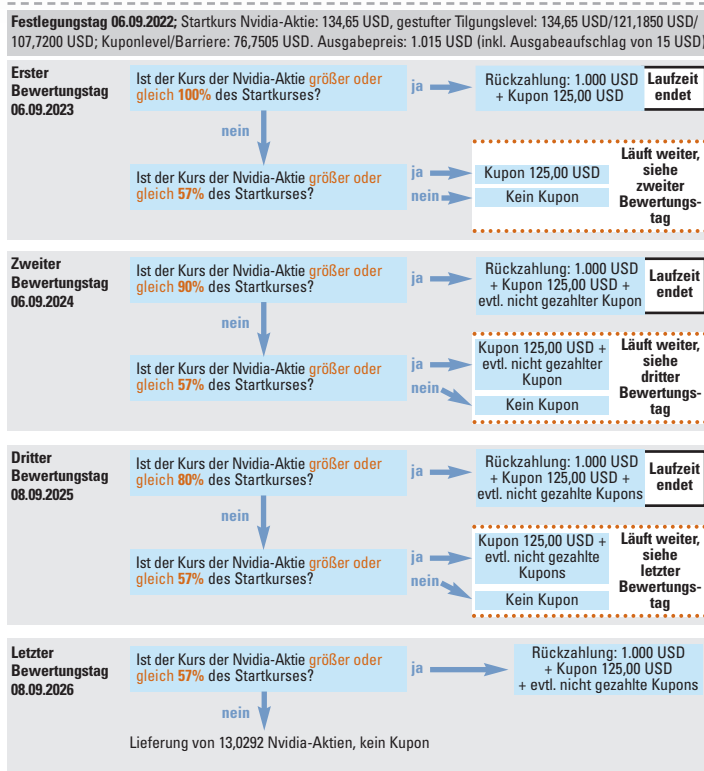 Festlegungstag 06.09.2022; Startkurs Nvidia-Aktie: 134,65 USD, gestufter Tilgungslevel: 134,65 USD/121,1850 USD/
107,7200 USD; Kuponlevel/Barriere: 76,7505 USD. Ausgabepreis: 1.015 USD (inkl. Ausgabeaufschlag von 15 USD)
Erster
Bewertungstag
06.09.2023
Ist der Kurs der Nvidia-Aktie größer oder
gleich 100% des Startkurses?
ja
Rückzahlung: 1.000 USD
+ Kupon 125,00 USD
Laufzeit
endet
nein
Ist der Kurs der Nvidia-Aktie größer oder
gleich 57% des Startkurses?
ja
Kupon 125,00 USD
nein
Kein Kupon
Läuft weiter,
siehe
zweiter
Bewertungs-
tag
Zweiter
Bewertungstag
06.09.2024
Ist der Kurs der Nvidia-Aktie größer oder
gleich 90% des Startkurses?
ja
Rückzahlung: 1.000 USD
+ Kupon 125,00 USD +
evtl. nicht gezahlter Kupon
Laufzeit
endet
nein
Ist der Kurs der Nvidia-Aktie größer oder
gleich 57% des Startkurses?
ja
Kupon 125,00 USD +
evtl. nicht gezahlter
Kupon
nein
Kein Kupon
Läuft weiter,
siehe
dritter
Bewertungs-
tag
Dritter
Bewertungstag
08.09.2025
Ist der Kurs der Nvidia-Aktie größer oder
gleich 80% des Startkurses?
ja
Rückzahlung: 1.000 USD
+ Kupon 125,00 USD +
evtl. nicht gezahlte Kupons
Laufzeit
endet
nein
Ist der Kurs der Nvidia-Aktie größer oder
gleich 57% des Startkurses?
ja
Kupon 125,00 USD +
evtl. nicht gezahlte
Kupons
nein
Kein Kupon
Läuft weiter,
siehe
letzter
Bewertungs-
tag
Letzter
Bewertungstag
08.09.2026
Ist der Kurs der Nvidia-Aktie größer oder
gleich 57% des Startkurses?
ja
Rückzahlung: 1.000 USD
+ Kupon 125,00 USD
+ evtl. nicht gezahlte Kupons
nein
Lieferung von 13,0292 Nvidia-Aktien, kein Kupon